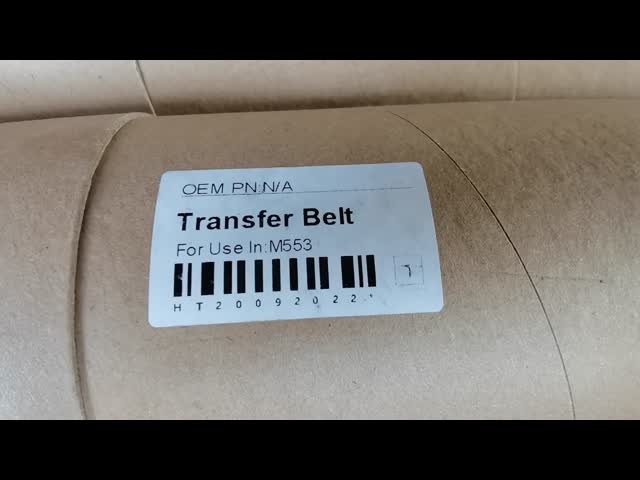 OEM PN:N/A
Transfer Belt
For Use In:M553
1
HT20092022